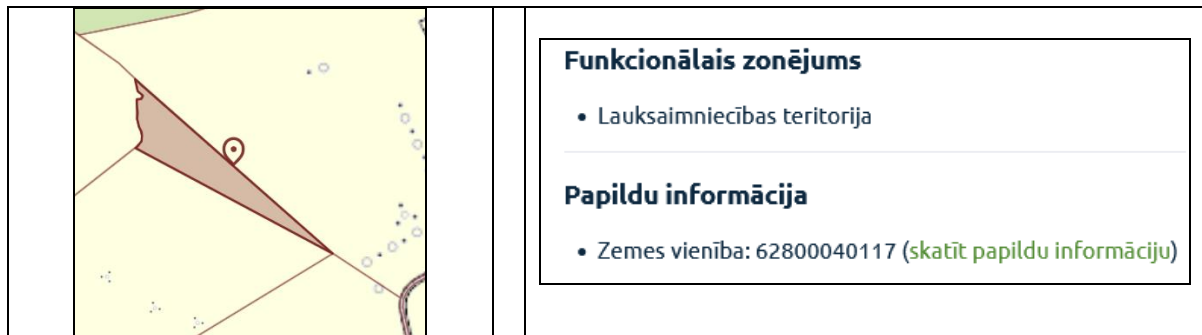 Funkcionālais zonējums
• Lauksaimniecības teritorija
Papildu informācija
• Zemes vienība: 62800040117 (skatīt papildu informāciju)